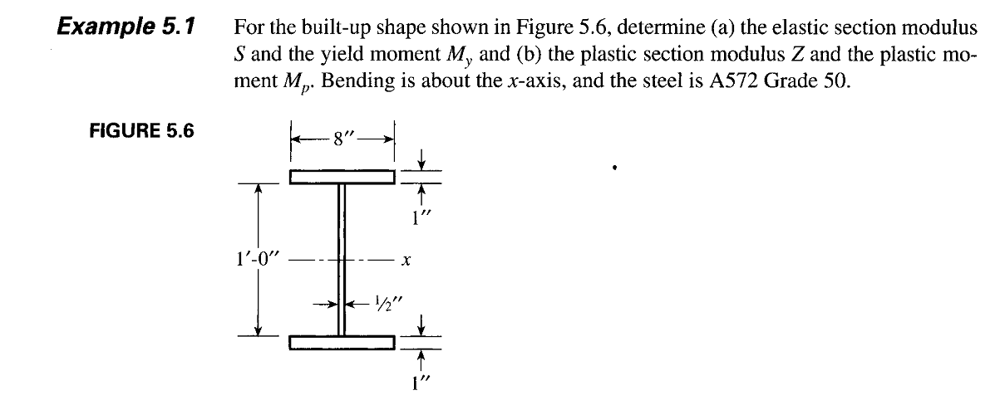 Example 5.1 For the built-up shape shown in Figure 5.6, determine (a) the elastic section modulus
S and the yield moment My and (b) the plastic section modulus Z and the plastic mo-
ment Mp. Bending is about the x-axis, and the steel is A572 Grade 50.
FIGURE 5.6
8″
1″
1′-0″
x
½″
1″